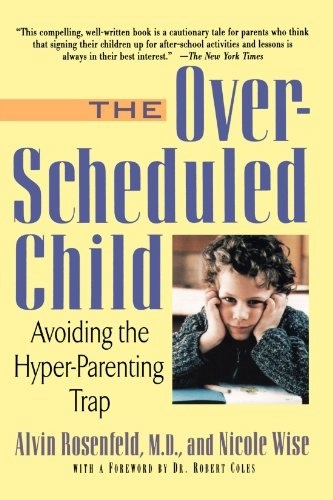 "This compelling, well-written book is a cautionary tale for parents who think
that signing their children up for after-school activities and lessons is
always in their best interest." —The New York Times
THE Over-
Scheduled
Child
Avoiding the
Hyper-Parenting
Trap
Alvin Rosenfeld, M.D., and Nicole Wise
WITH A FOREWORD BY DR. ROBERT COLES